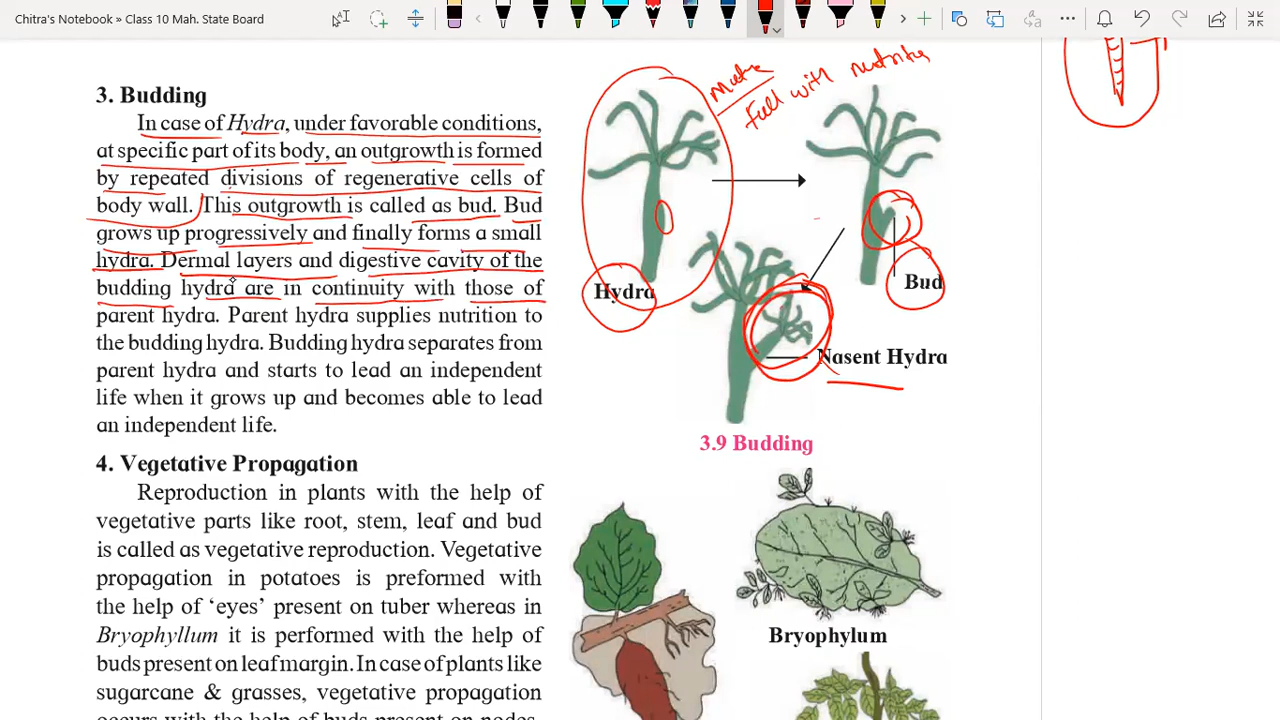 Chitra's Notebook » Class 10 Mah. State Board
3. Budding
In case of Hydra, under favorable conditions,
at specific part of its body, an outgrowth is formed
by repeated divisions of regenerative cells of
body wall. This outgrowth is called as bud. Bud
grows up progressively and finally forms a small
hydra. Dermal layers and digestive cavity of the
budding hydra are in continuity with those of
parent hydra. Parent hydra supplies nutrition to
the budding hydra. Budding hydra separates from
parent hydra and starts to lead an independent
life when it grows up and becomes able to lead
an independent life.
4. Vegetative Propagation
Reproduction in plants with the help of
vegetative parts like root, stem, leaf and bud
is called as vegetative reproduction. Vegetative
propagation in potatoes is preformed with
the help of ‘eyes’ present on tuber whereas in
Bryophyllum it is performed with the help of
buds present on leaf margin. In case of plants like
sugarcane & grasses, vegetative propagation
occurs with the help of buds present on nodes.
Full with
Hydra
Bud
Nasent Hydra
3.9 Budding
Bryophylum